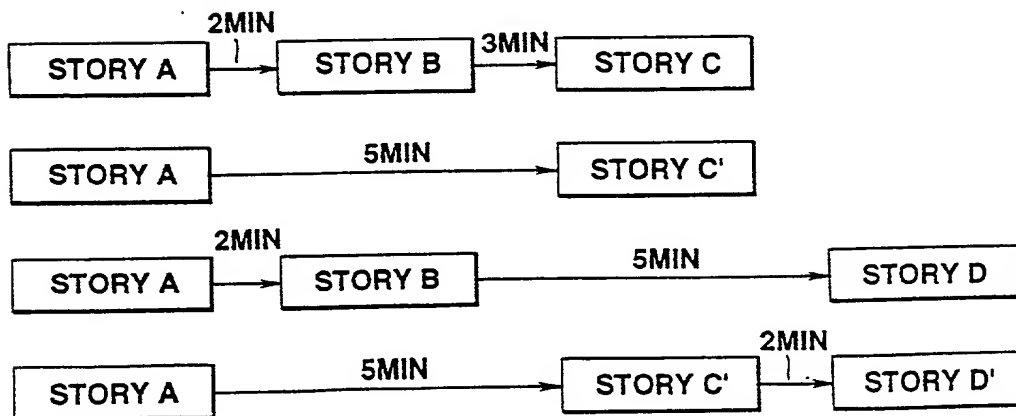 2MIN
3MIN
STORY A STORY B STORY C
5MIN
STORY A STORY C'
2MIN
5MIN
STORY A STORY B STORY D
5MIN
2MIN
STORY A STORY C' STORY D'